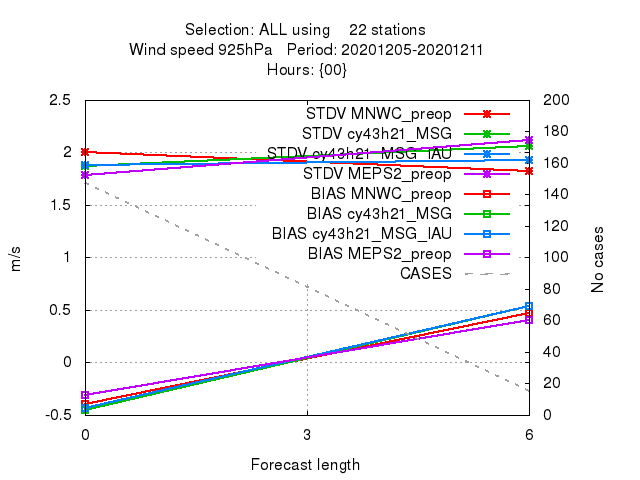 Selection: ALL using 22 stations
Wind speed 925hPa Period: 20201205-20201211
Hours: {00}
2.5
2
1.5
1
0.5
0
-0.5
m/s
STDV MNWC_preop
STDV cy43h21_MSG
STDV cy43h21_MSG_IAU
STDV MEPS2_preop
BIAS MNWC_preop
BIAS cy43h21_MSG
BIAS cy43h21_MSG_IAU
BIAS MEPS2_preop
CASES
200
180
160
140
120
100
80
60
40
20
0
No cases
0 3 6
Forecast length